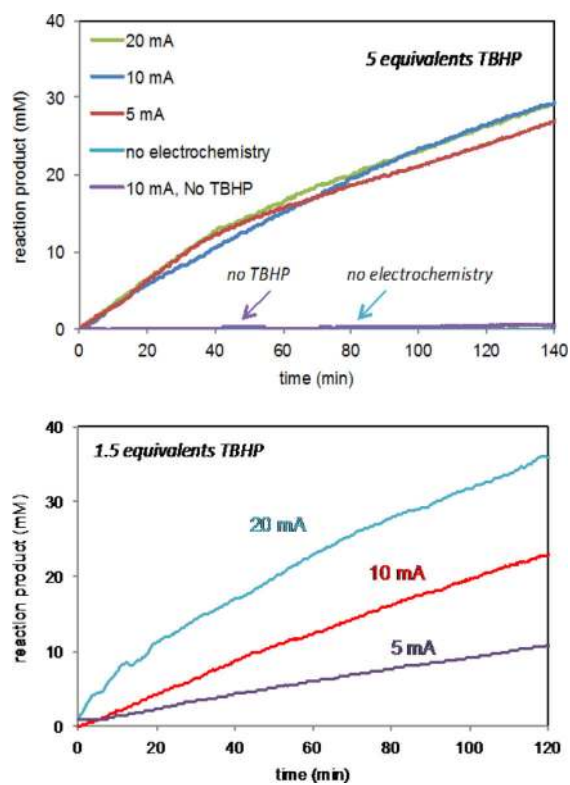 40
30
20
10
0
reaction product (mM)
20 mA
10 mA
5 mA
no electrochemistry
10 mA, No TBHP
5 equivalents TBHP
no TBHP
no electrochemistry
0 20 40 60 80 100 120 140
time (min)
40
30
20
10
0
reaction product (mM)
1.5 equivalents TBHP
20 mA
10 mA
5 mA
0 20 40 60 80 100 120
time (min)